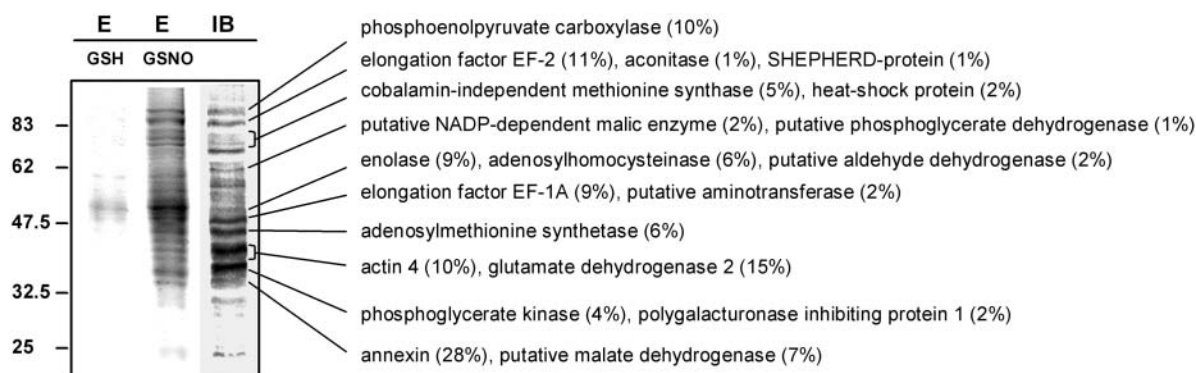 E E IB
GSH GSNO
83
62
47.5
32.5
25
phosphoenolpyruvate carboxylase (10%)
elongation factor EF-2 (11%), aconitase (1%), SHEPHERD-protein (1%)
cobalamin-independent methionine synthase (5%), heat-shock protein (2%)
putative NADP-dependent malic enzyme (2%), putative phosphoglycerate dehydrogenase (1%)
enolase (9%), adenosylhomocysteinase (6%), putative aldehyde dehydrogenase (2%)
elongation factor EF-1A (9%), putative aminotransferase (2%)
adenosylmethionine synthetase (6%)
actin 4 (10%), glutamate dehydrogenase 2 (15%)
phosphoglycerate kinase (4%), polygalacturonase inhibiting protein 1 (2%)
annexin (28%), putative malate dehydrogenase (7%)